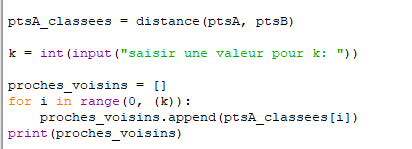 ptsA_classees = distance(ptsA, ptsB)
k = int(input("saisir une valeur pour k: "))
proches_voisins = []
for i in range(0, (k)):
    proches_voisins.append(ptsA_classees[i])
print(proches_voisins)